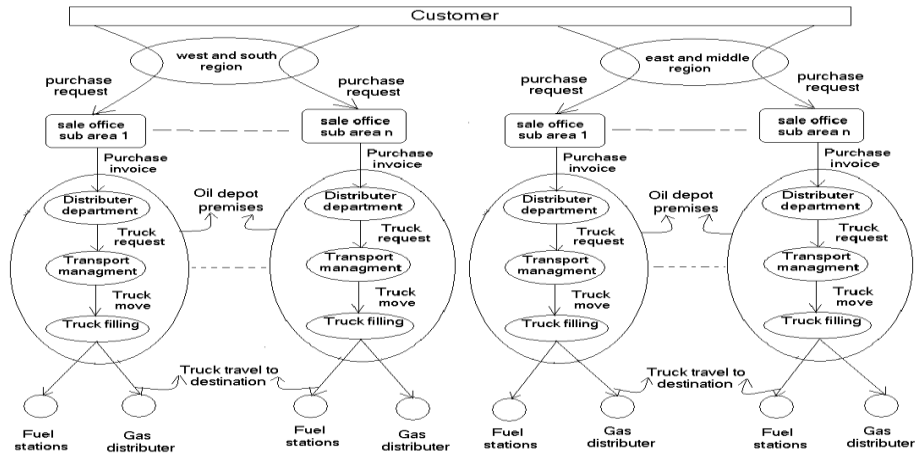 Customer
west and south
region
east and middle
region
purchase
request
purchase
request
purchase
request
purchase
request
sale office
sub area 1
sale office
sub area n
sale office
sub area 1
sale office
sub area n
Purchase
invoice
Purchase
invoice
Purchase
invoice
Purchase
invoice
Distributer
department
Oil depot
premises
Distributer
department
Distributer
department
Oil depot
premises
Distributer
department
Truck
request
Truck
request
Truck
request
Truck
request
Transport
managment
Transport
managment
Transport
managment
Transport
managment
Truck
move
Truck
move
Truck
move
Truck
move
Truck filling
Truck filling
Truck filling
Truck filling
Truck travel to
destination
Truck travel to
destination
Fuel
stations
Gas
distributer
Fuel
stations
Gas
distributer
Fuel
stations
Gas
distributer
Fuel
stations
Gas
distributer